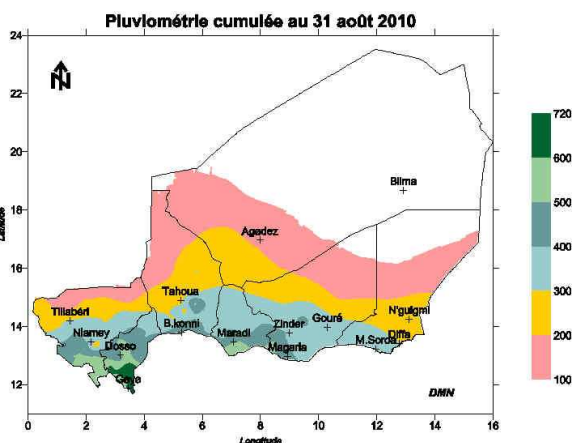 Pluviométrie cumulée au 31 août 2010
24
22
20
18
16
14
12
N
Bilma
Agadez
Tahoua
Tillabéri
N'guigmi
B.konni
Niamey
Dosso
Maradi
Zinder
Gouré
Magaria
M.Soroa
Diffa
Gaya
DMN
0 2 4 6 8 10 12 14 16
Longitude
Latitude
720
600
500
400
300
200
100